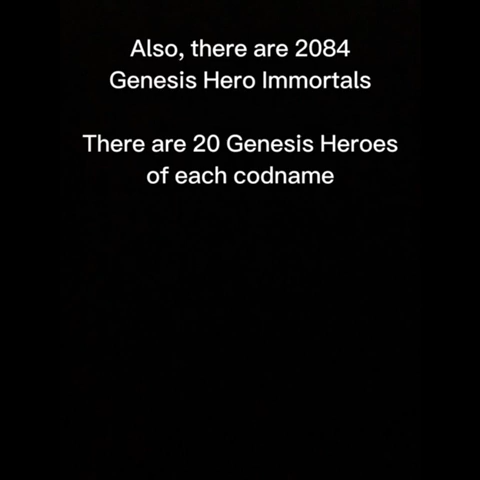 Also, there are 2084
Genesis Hero Immortals
There are 20 Genesis Heroes
of each codname